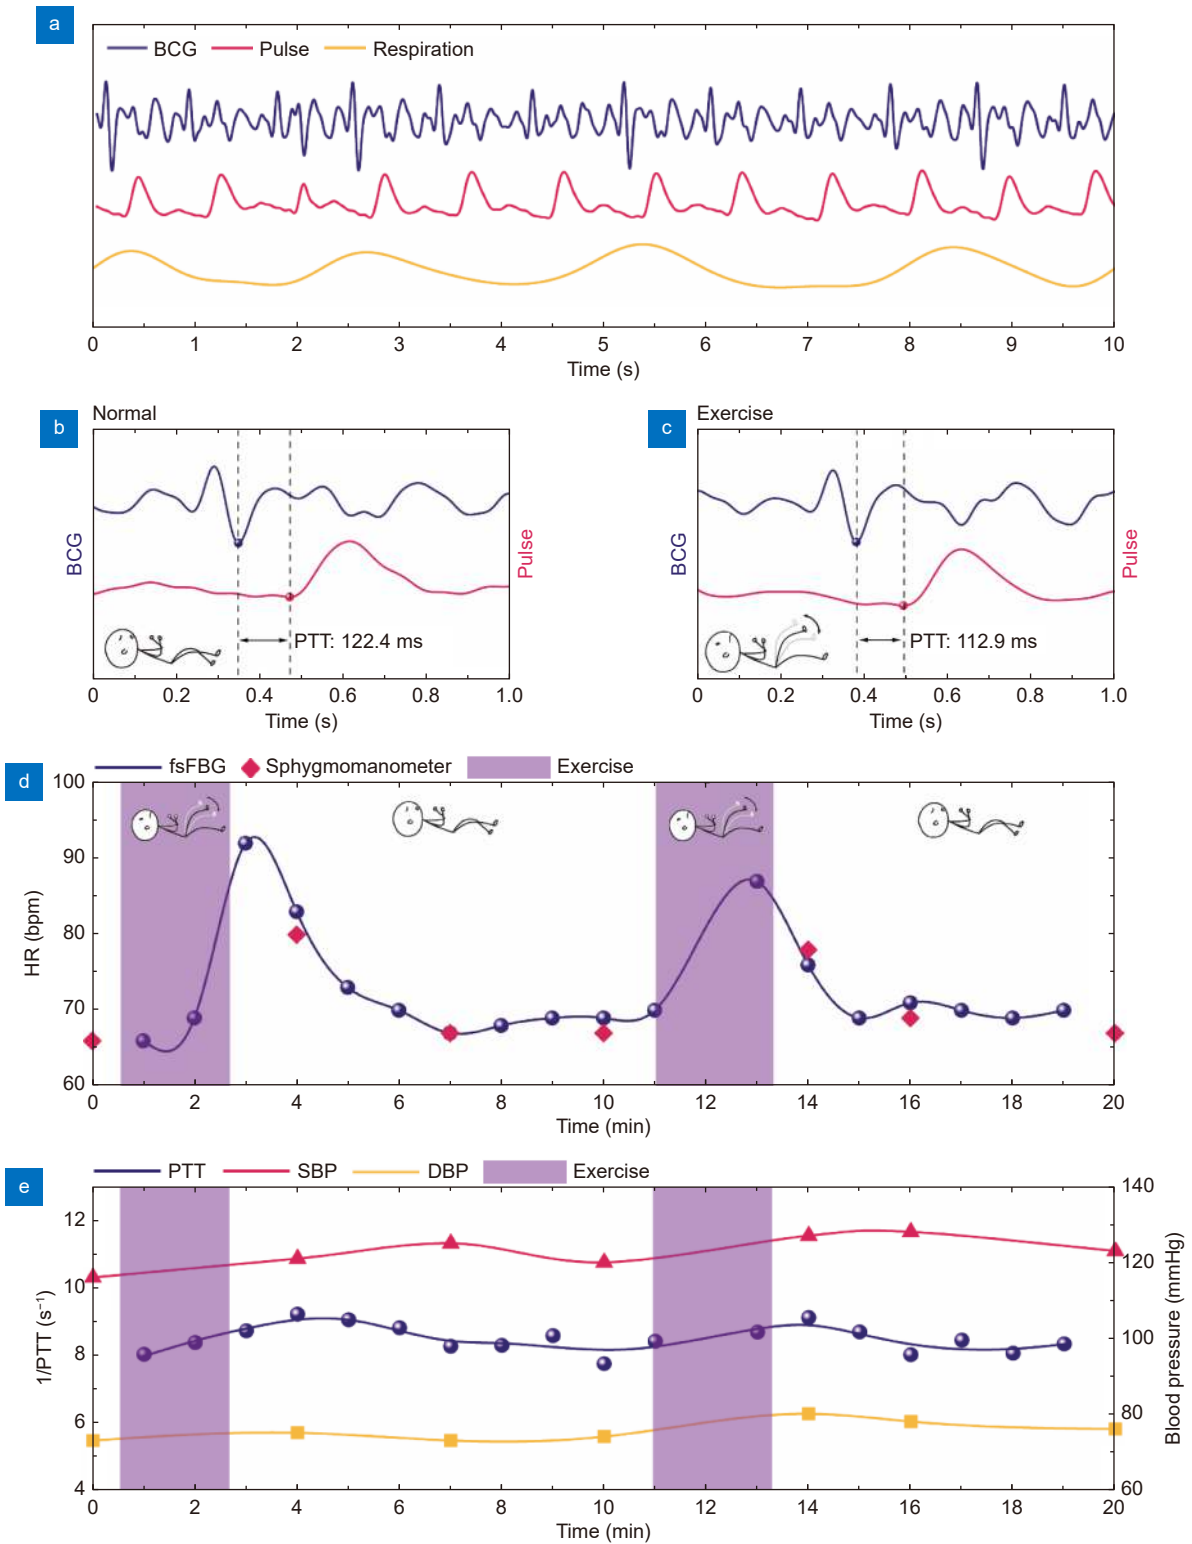 a
BCG Pulse Respiration
0 1 2 3 4 5 6 7 8 9 10
Time (s)
b
Normal
BCG
Pulse
PTT: 122.4 ms
0 0.2 0.4 0.6 0.8 1.0
Time (s)
c
Exercise
BCG
Pulse
PTT: 112.9 ms
0 0.2 0.4 0.6 0.8 1.0
Time (s)
d
fsFBG Sphygmomanometer Exercise
100
90
80
70
60
HR (bpm)
0 2 4 6 8 10 12 14 16 18 20
Time (min)
e
PTT SBP DBP Exercise
12
10
8
6
4
1/PTT (s⁻¹)
140
120
100
80
60
Blood pressure (mmHg)
0 2 4 6 8 10 12 14 16 18 20
Time (min)